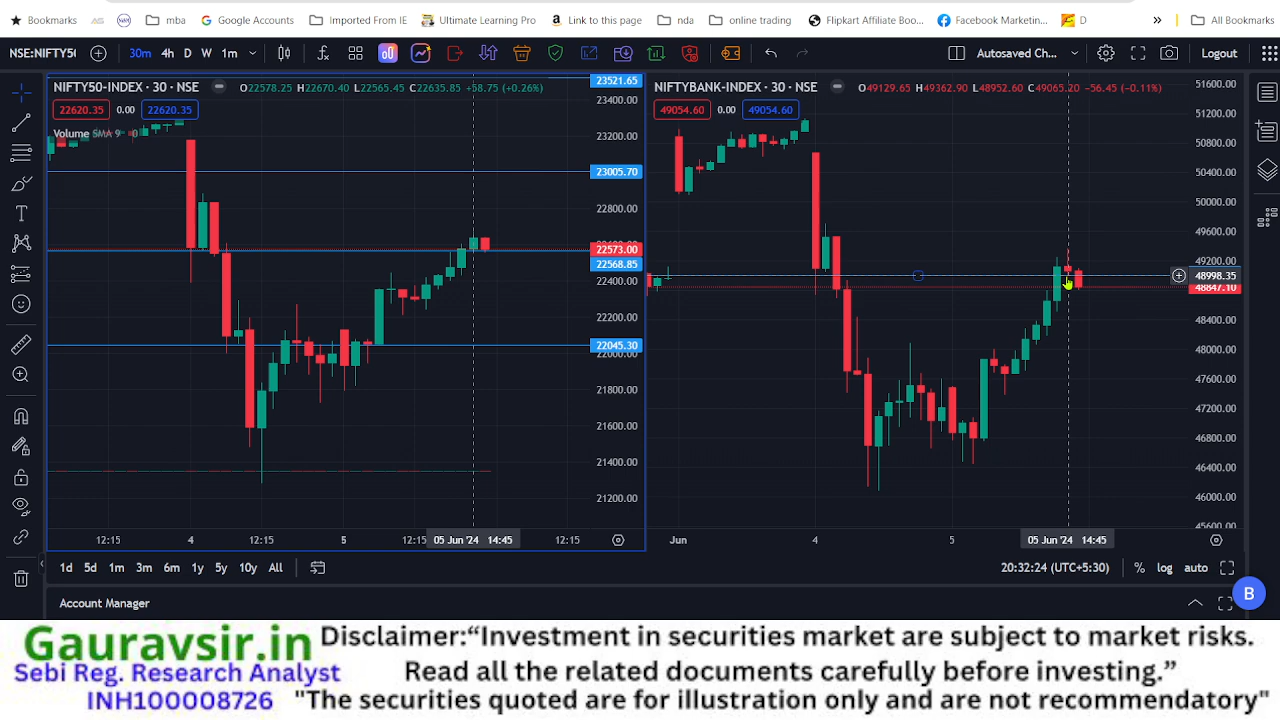 Bookmarks
mba
Google Accounts
Imported From IE
Ultimate Learning Pro
Link to this page
nda
online trading
Flipkart Affiliate Boo...
Facebook Marketin...
D
»
All Bookmarks
NSE:NIFTY50
30m 4h D W 1m
Autosaved Ch...
Logout
NIFTY50-INDEX · 30 · NSE
O22578.25 H22670.40 L22565.45 C22635.85 +58.75 (+0.26%)
22620.35 0.00 22620.35
Volume SMA 9 0
23521.65
23400.00
23200.00
23005.70
22800.00
22573.00
22568.85
22400.00
22200.00
22045.30
22000.00
21800.00
21600.00
21400.00
21200.00
12:15 4 12:15 5 12:15 05 Jun '24 14:45 12:15
NIFTYBANK-INDEX · 30 · NSE
O49129.65 H49362.90 L48952.60 C49065.20 -56.45 (-0.11%)
49054.60 0.00 49054.60
51600.00
51200.00
50800.00
50400.00
50000.00
49600.00
49200.00
48998.35
48847.10
48400.00
48000.00
47600.00
47200.00
46800.00
46400.00
46000.00
45600.00
Jun 4 5 05 Jun '24 14:45
1d 5d 1m 3m 6m 1y 5y 10y All
20:32:24 (UTC+5:30) % log auto
B
Account Manager
Gauravsir.in
Sebi Reg. Research Analyst
INH100008726
Disclaimer:“Investment in securities market are subject to market risks.
Read all the related documents carefully before investing.”
"The securities quoted are for illustration only and are not recommendatory"